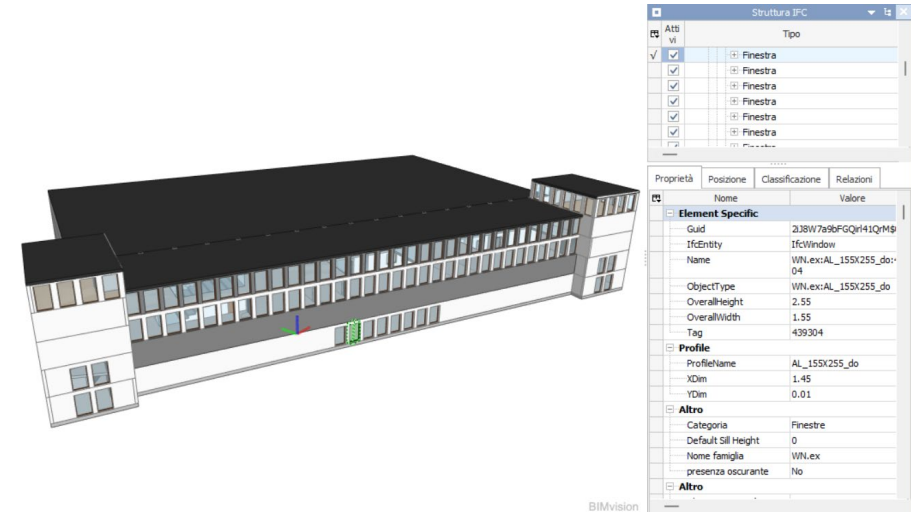 Struttura IFC
Atti
vi
Tipo
Finestra
Finestra
Finestra
Finestra
Finestra
Finestra
Proprietà Posizione Classificazione Relazioni
Nome Valore
Element Specific
Guid
IfcEntity IfcWindow
Name WN.ex:AL_155X255_do:
04
ObjectType WN.ex:AL_155X255_do
OverallHeight 2.55
OverallWidth 1.55
Tag 439304
Profile
ProfileName AL_155X255_do
XDim 1.45
YDim 0.01
Altro
Categoria Finestre
Default Sill Height 0
Nome famiglia WN.ex
presenza oscurante No
Altro
BIMvision